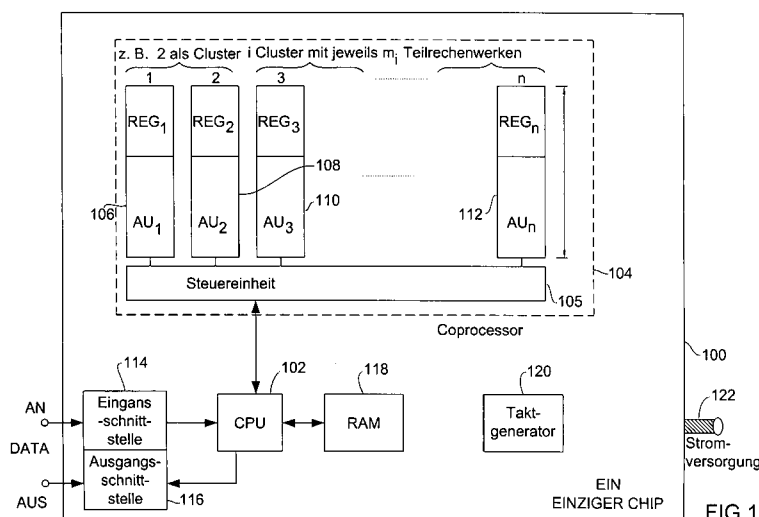 z. B. 2 als Cluster i Cluster mit jeweils mi Teilrechenwerken
1 2 3 n
REG1 REG2 REG3 REGn
108
106 110 112
AU1 AU2 AU3 AUn
104
Steuereinheit
105
Coprocessor
100
114 102 118 120 122
AN
Eingans
-schnitt-
stelle
CPU
RAM
Takt-
generator
Strom-
versorgung
DATA
Ausgangs-
schnitt-
stelle
116
AUS
EIN
EINZIGER CHIP
FIG.1